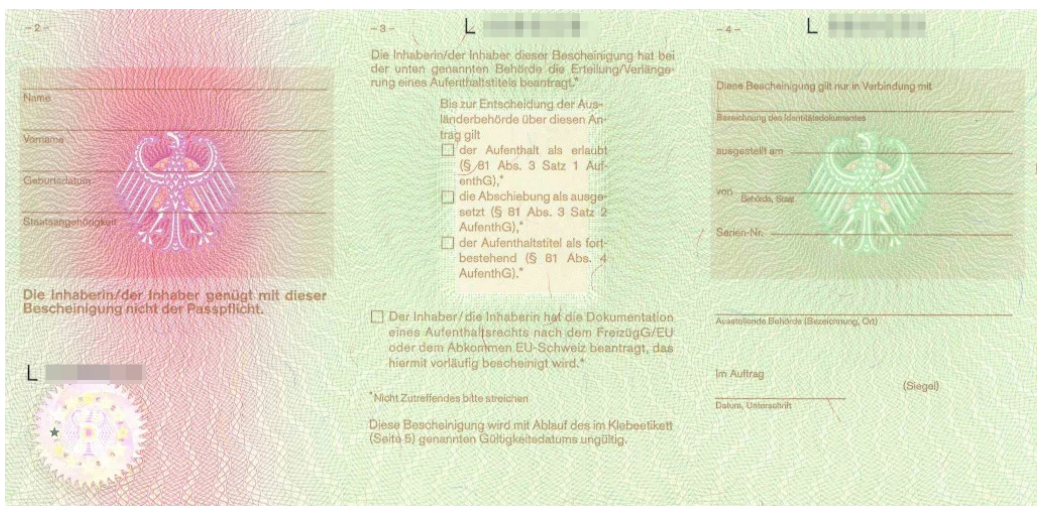 - 2 -
Name
Vorname
Geburtsdatum
Staatsangehörigkeit
Die Inhaberin/der Inhaber genügt mit dieser
Bescheinigung nicht der Passpflicht.
L
- 3 -
L
Die Inhaberin/der Inhaber dieser Bescheinigung hat bei
der unten genannten Behörde die Erteilung/Verlänge-
rung eines Aufenthaltstitels beantragt.*
Bis zur Entscheidung der Aus-
länderbehörde über diesen An-
trag gilt
der Aufenthalt als erlaubt
(§ 81 Abs. 3 Satz 1 Auf-
enthG),*
die Abschiebung als ausge-
setzt (§ 81 Abs. 3 Satz 2
AufenthG),*
der Aufenthaltstitel als fort-
bestehend (§ 81 Abs. 4
AufenthG).*
Der Inhaber/die Inhaberin hat die Dokumentation
eines Aufenthaltsrechts nach dem FreizügG/EU
oder dem Abkommen EU-Schweiz beantragt, das
hiermit vorläufig bescheinigt wird.*
*Nicht Zutreffendes bitte streichen
Diese Bescheinigung wird mit Ablauf des im Klebeetikett
(Seite 5) genannten Gültigkeitsdatums ungültig.
- 4 -
L
Diese Bescheinigung gilt nur in Verbindung mit
Bezeichnung des Identitätsdokumentes
ausgestellt am
von
Behörde, Staat
Serien-Nr.
Ausstellende Behörde (Bezeichnung, Ort)
Im Auftrag
(Siegel)
Datum, Unterschrift